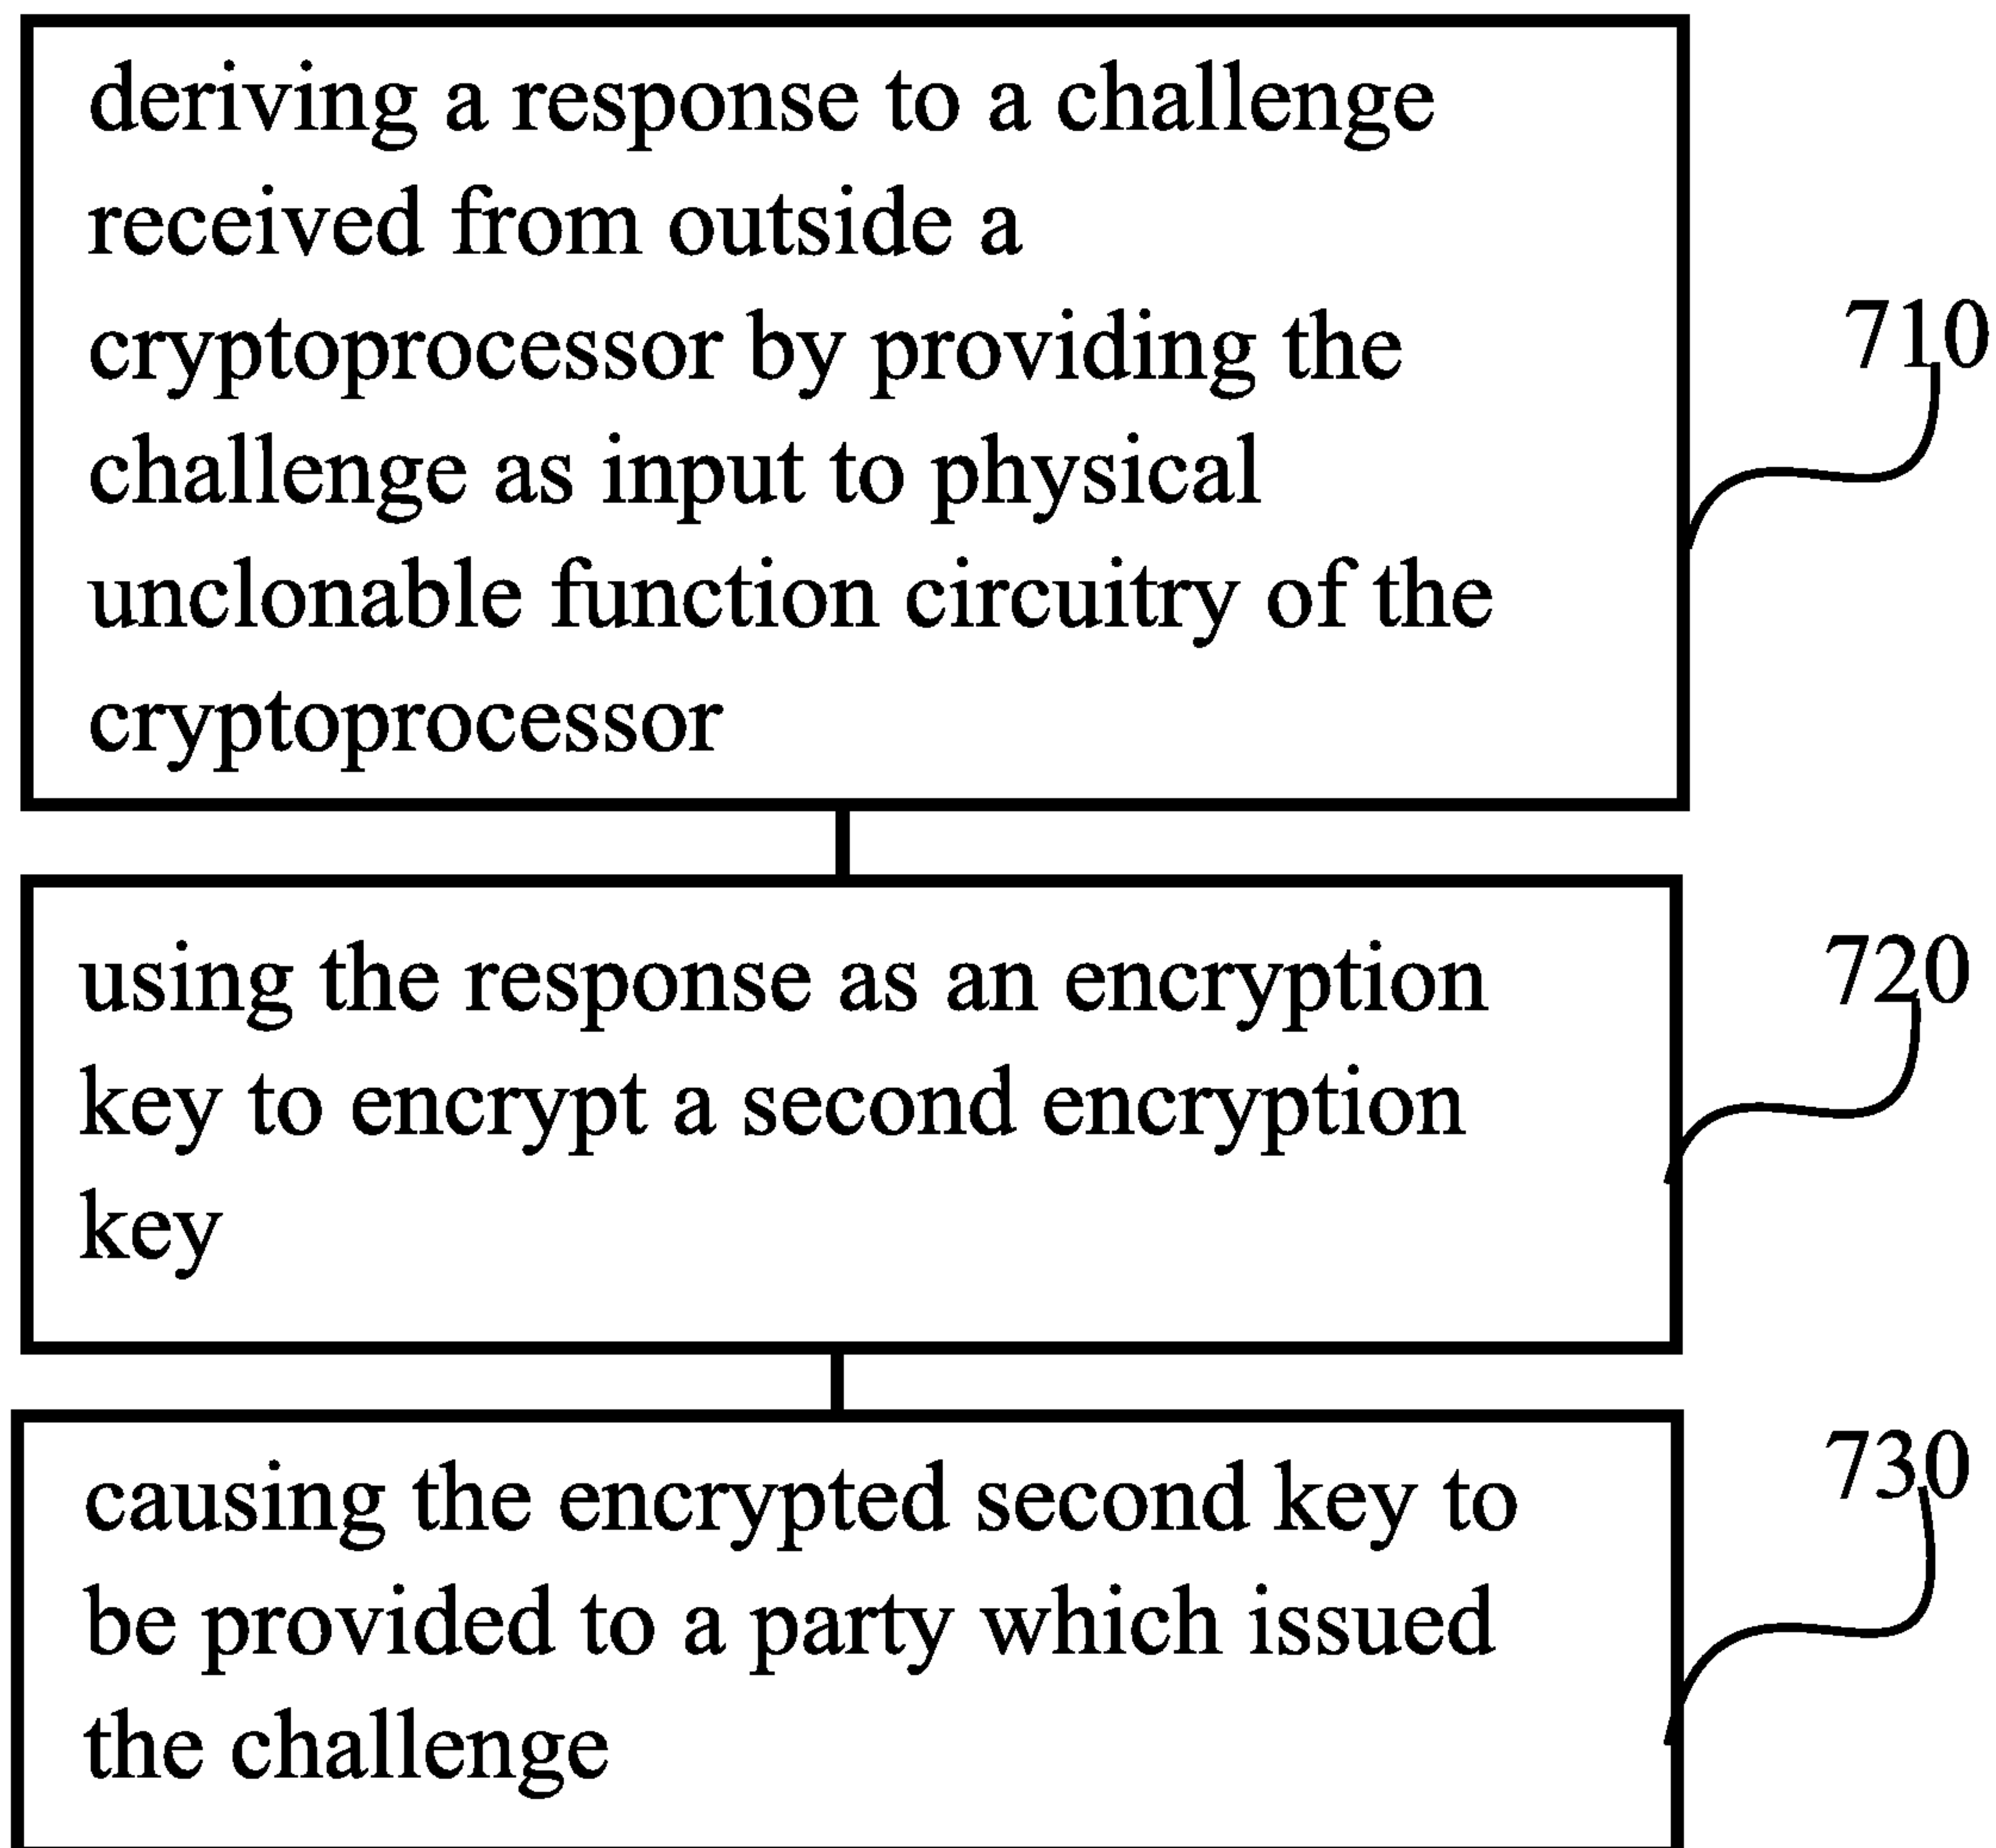 deriving a response to a challenge
received from outside a
cryptoprocessor by providing the
challenge as input to physical
unclonable function circuitry of the
cryptoprocessor
710
using the response as an encryption
key to encrypt a second encryption
key
720
causing the encrypted second key to
be provided to a party which issued
the challenge
730